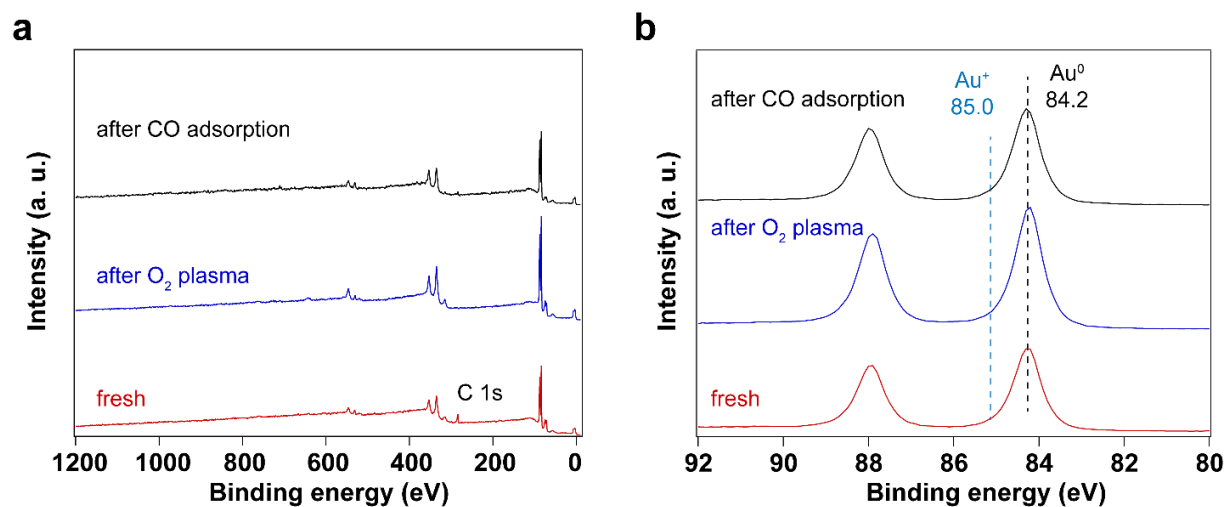 a
after CO adsorption
after O₂ plasma
fresh
C 1s
Intensity (a. u.)
1200 1000 800 600 400 200 0
Binding energy (eV)
b
after CO adsorption
Au⁺
85.0
Au⁰
84.2
after O₂ plasma
fresh
Intensity (a. u.)
92 90 88 86 84 82 80
Binding energy (eV)